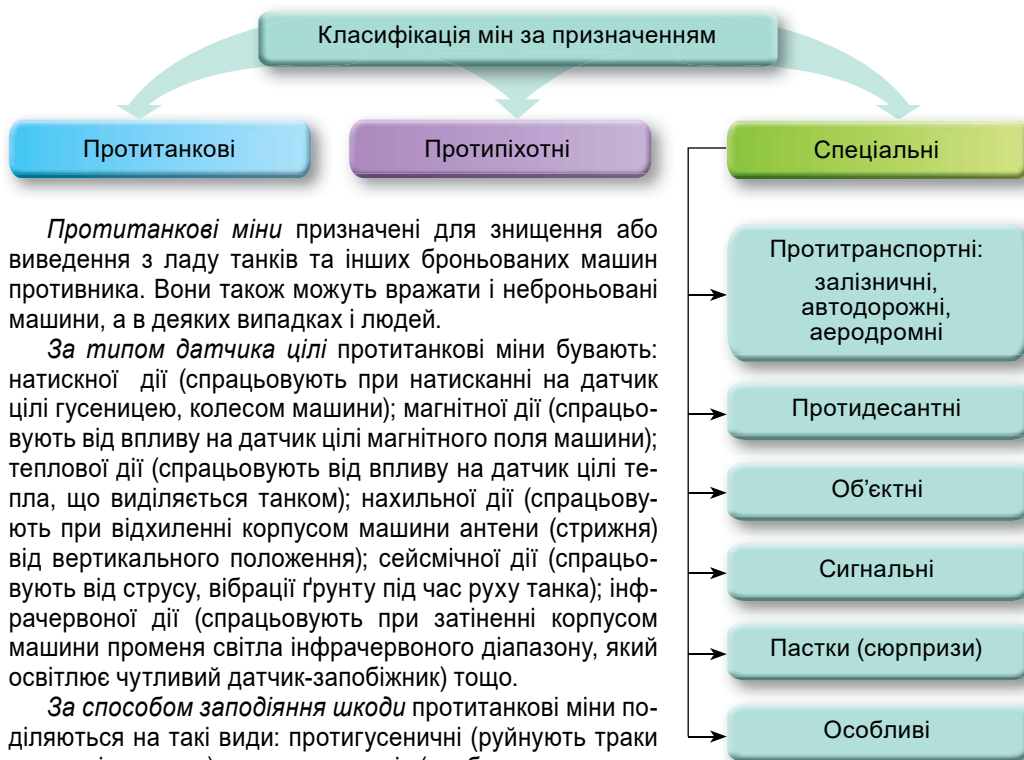 Класифікація мін за призначенням
Протитанкові
Протипіхотні
Спеціальні
Протитанкові міни призначені для знищення або
виведення з ладу танків та інших броньованих машин
противника. Вони також можуть вражати і неброньовані
машини, а в деяких випадках і людей.
За типом датчика цілі протитанкові міни бувають:
натискної дії (спрацьовують при натисканні на датчик
цілі гусеницею, колесом машини); магнітної дії (спрацьо-
вують від впливу на датчик цілі магнітного поля машини);
теплової дії (спрацьовують від впливу на датчик цілі те-
пла, що виділяється танком); нахильної дії (спрацьову-
ють при відхиленні корпусом машини антени (стрижня)
від вертикального положення); сейсмічної дії (спрацьо-
вують від струсу, вібрації ґрунту під час руху танка); інф-
рачервоної дії (спрацьовують при затіненні корпусом
машини променя світла інфрачервоного діапазону, який
освітлює чутливий датчик-запобіжник) тощо.
За способом заподіяння шкоди протитанкові міни по-
діляються на такі види: протигусеничні (руйнують траки
Протитранспортні:
залізничні,
автодорожні,
аеродромні
Протидесантні
Об’єктні
Сигнальні
Пастки (сюрпризи)
Особливі